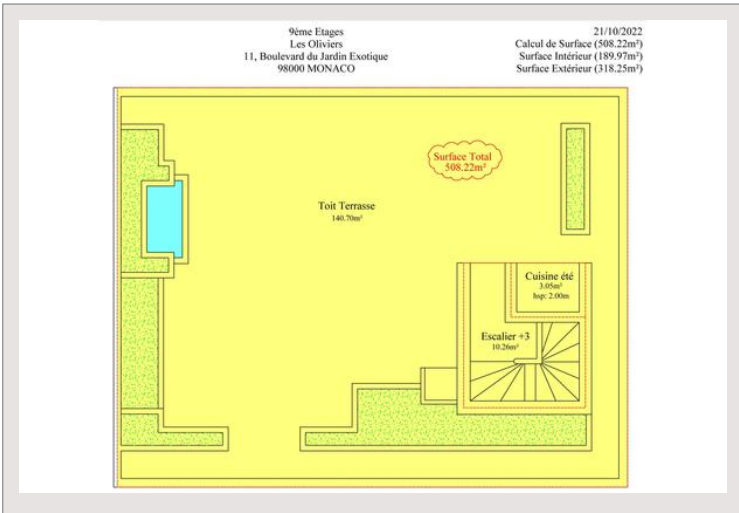 9ème Etages
Les Oliviers
11, Boulevard du Jardin Exotique
98000 MONACO
21/10/2022
Calcul de Surface (508.22m²)
Surface Intérieur (189.97m²)
Surface Extérieur (318.25m²)
Surface Total
508.22m²
Toit Terrasse
140.70m²
Cuisine été
3.05m²
hsp: 2.00m
Escalier +3
10.26m²